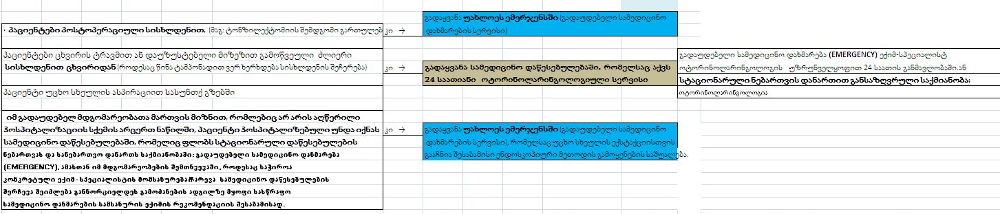 გადაყვანა უახლოეს ემერჯენსში (გადაუდებელი სამედიცინო
დახმარების სერვისი)
· პაციენტები პოსტოპერაციული სისხლდენით, (მაგ: ტონზილექტომიის შემდგომი გართულებ
კი →
პაციენტები ცხვირის ტრავმით ან დაუზუსტებელი მიზეზით გამოწვეული ძლიერი
სისხლდენით ცხვირიდან (როდესაც წინა ტამპონადით ვერ ხერხდება სისხლდენის შეჩერება)
კი →
გადაყვანა სამედიცინო დაწესებულებაში, რომელსაც აქვს
24 საათიანი ოტორინოლარინგოლოგიული სერვისი
გადაუდებელი სამედიცინო დახმარება (EMERGENCY) ექიმ-სპეციალისტ
ოტორინოლარინგოლოგის უზრუნველყოფით 24 საათის განმავლობაში.ან
სტაციონარული ნებართვის დანართით განსაზღვრული საქმიანობა:
ოტორინოლარინგოლოგია
პაციენტი უცხო სხეულის ასპირაციით სასუნთქ გზებში
იმ გადაუდებელ მდგომარეობათა მართვის მიზნით, რომლებიც არ არის აღწერილი
ჰოსპიტალიზაციის სქემის არცერთ ნაწილში, პაციენტი ჰოსპიტალიზებული უნდა იქნას
სამედიცინო დაწესებულებაში, რომელიც ფლობს სტაციონარული დაწესებულების
ნებართვას და სანებართვო დანართს საქმიანობაში: გადაუდებელი სამედიცინო დახმარება
(EMERGENCY), ამასთან იმ მდგომარეობების შემთხვევაში, როდესაც საჭიროა
კონკრეტული ექიმ-სპეციალისტის მომსახურება/ჩარევა სამედიცინო დაწესებულების
შერჩევა შეიძლება განხორციელდეს გამოძახების ადგილზე მყოფი სასწრაფო
სამედიცინო დახმარების სამსახურის ექიმის რეკომენდაციის შესაბამისად.
კი →
გადაყვანა უახლოეს ემერჯენსში (გადაუდებელი სამედიცინო
დახმარების სერვისი), რომელსაც უცხო სხეულის ექსტაქციისთვის
გააჩნია შესაბამისი ენდოსკოპიური მეთოდის გამოყენების საშუალება.